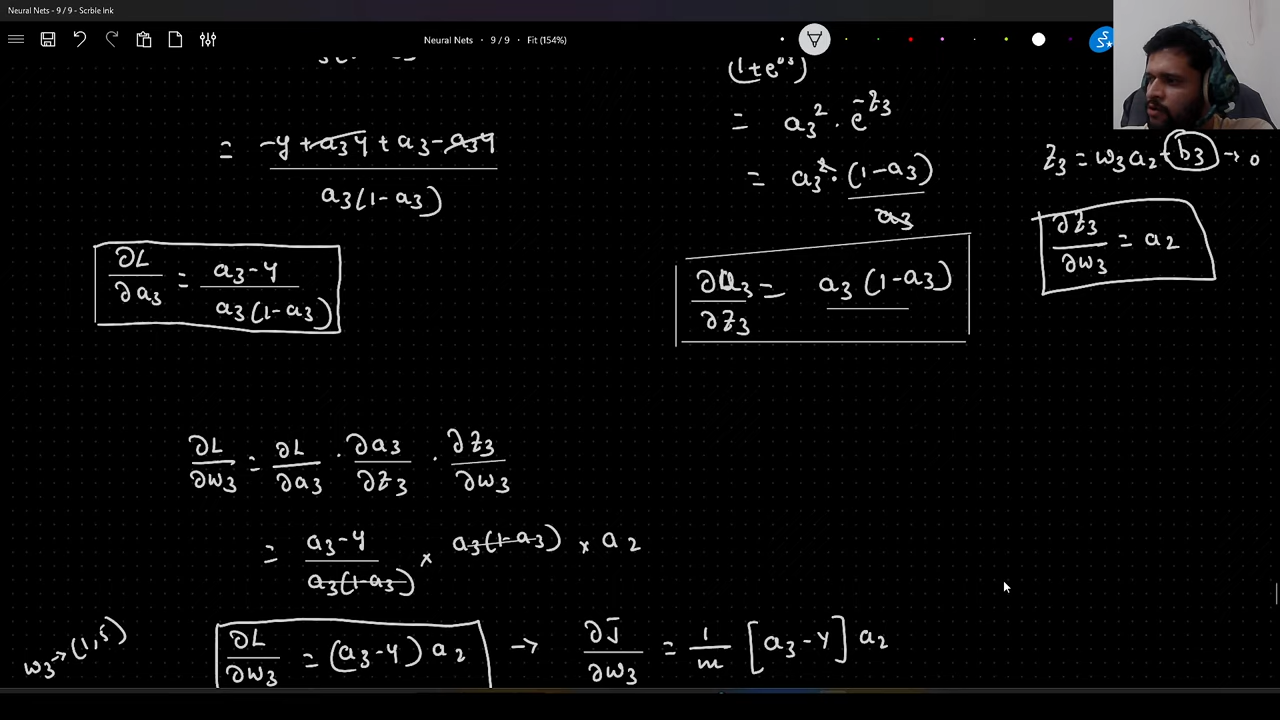 Neural Nets - 9 / 9 - Scrble Ink
Neural Nets • 9 / 9 • Fit (154%)
= (-y + a3y + a3 - a3y) / (a3(1-a3))
∂L/∂a3 = (a3-y) / (a3(1-a3))
= a3² · e^(-z3)
= a3² · (1-a3)/a3
∂a3/∂z3 = a3(1-a3)
z3 = w3a2 + b3 → 0
∂z3/∂w3 = a2
∂L/∂w3 = ∂L/∂a3 · ∂a3/∂z3 · ∂z3/∂w3
= (a3-y)/(a3(1-a3)) × a3(1-a3) × a2
w3 → (1,5)
∂L/∂w3 = (a3-y) a2 → ∂J/∂w3 = 1/m [a3-Y] a2